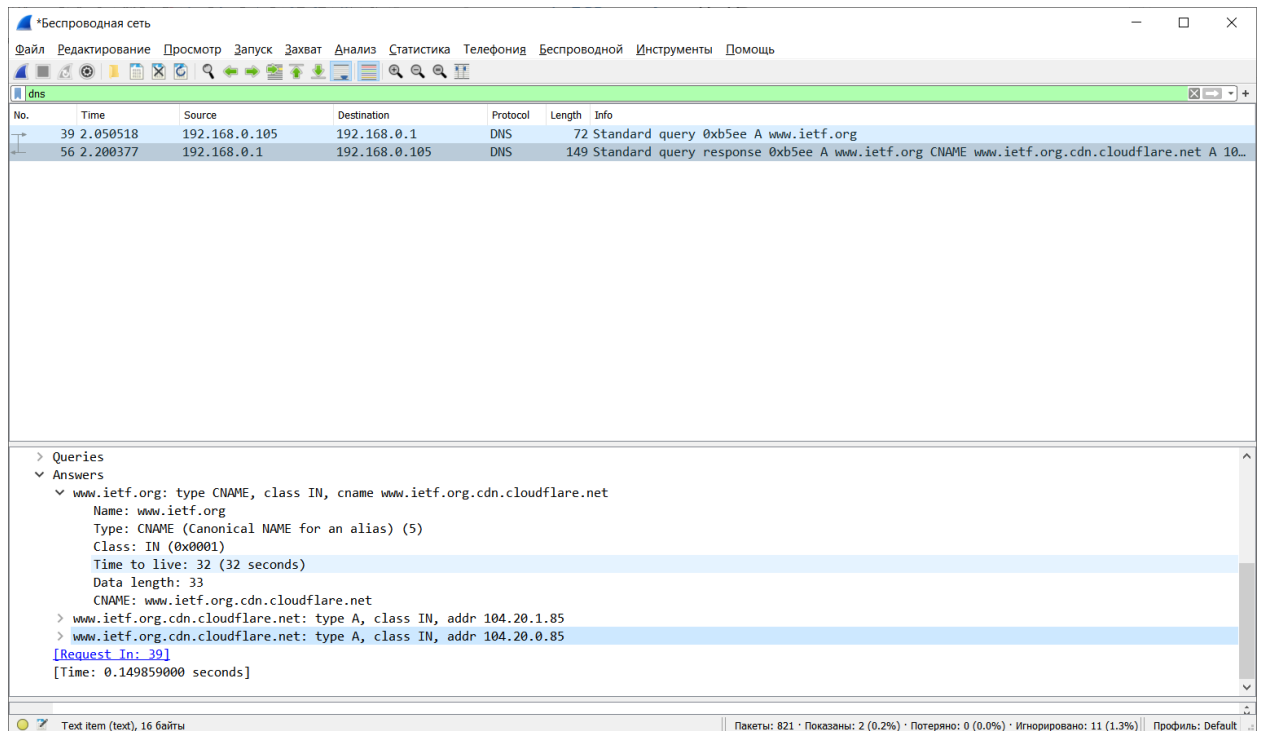 *Беспроводная сеть
Файл Редактирование Просмотр Запуск Захват Анализ Статистика Телефония Беспроводной Инструменты Помощь
dns
No. Time Source Destination Protocol Length Info
39 2.050518 192.168.0.105 192.168.0.1 DNS 72 Standard query 0xb5ee A www.ietf.org
56 2.200377 192.168.0.1 192.168.0.105 DNS 149 Standard query response 0xb5ee A www.ietf.org CNAME www.ietf.org.cdn.cloudflare.net A 10…
Queries
Answers
www.ietf.org: type CNAME, class IN, cname www.ietf.org.cdn.cloudflare.net
Name: www.ietf.org
Type: CNAME (Canonical NAME for an alias) (5)
Class: IN (0x0001)
Time to live: 32 (32 seconds)
Data length: 33
CNAME: www.ietf.org.cdn.cloudflare.net
www.ietf.org.cdn.cloudflare.net: type A, class IN, addr 104.20.1.85
www.ietf.org.cdn.cloudflare.net: type A, class IN, addr 104.20.0.85
[Request In: 39]
[Time: 0.149859000 seconds]
Text item (text), 16 байты Пакеты: 821 · Показаны: 2 (0.2%) · Потеряно: 0 (0.0%) · Игнорировано: 11 (1.3%) Профиль: Default